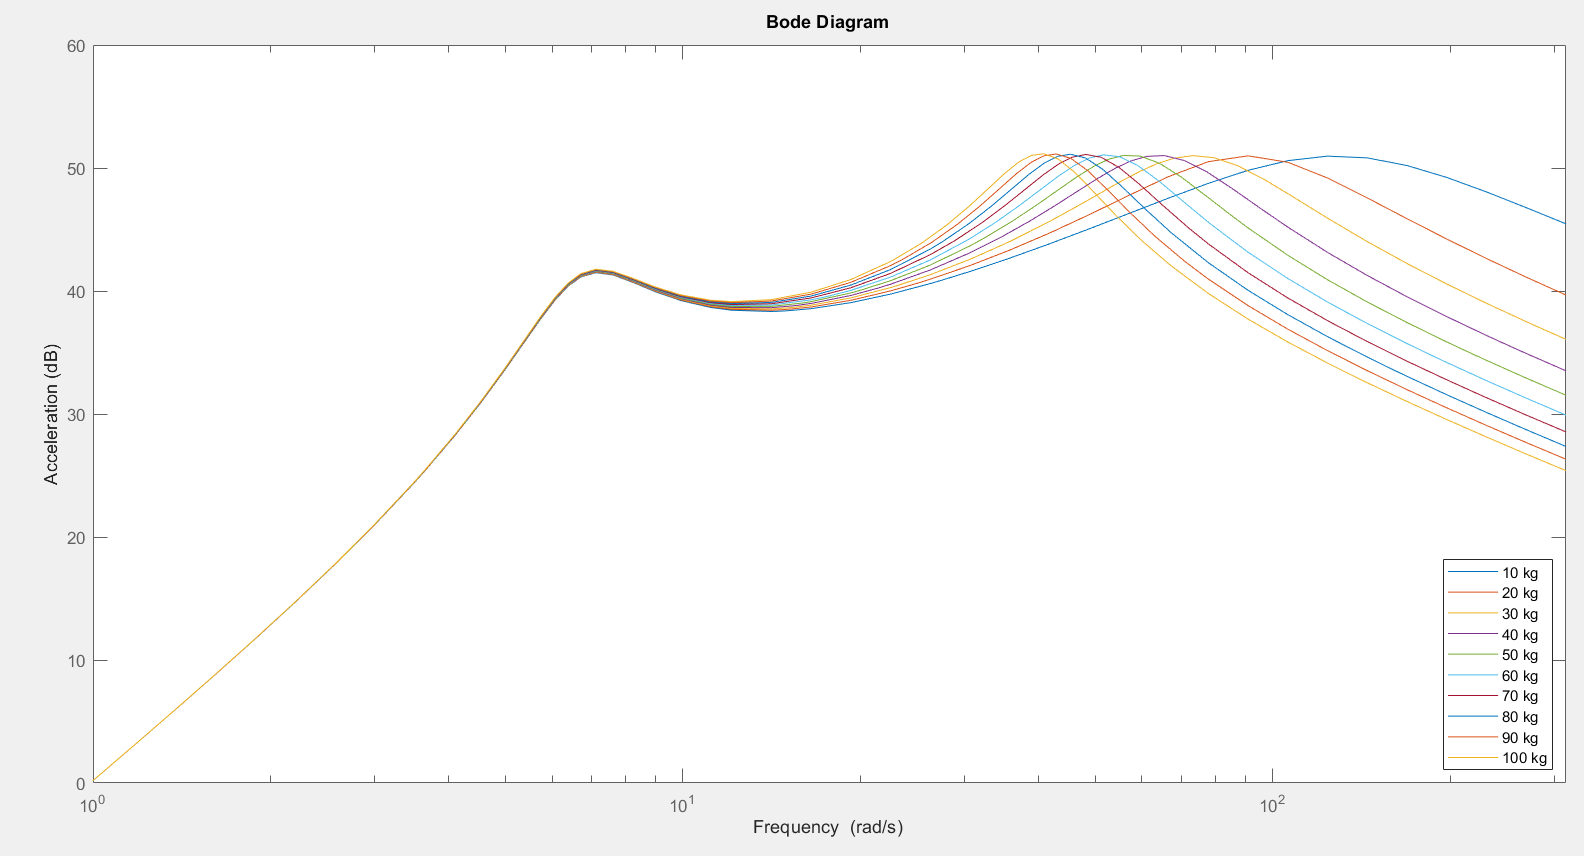 Bode Diagram
60
50
40
30
20
10
0
Acceleration (dB)
10^0
10^1
10^2
Frequency (rad/s)
10 kg
20 kg
30 kg
40 kg
50 kg
60 kg
70 kg
80 kg
90 kg
100 kg